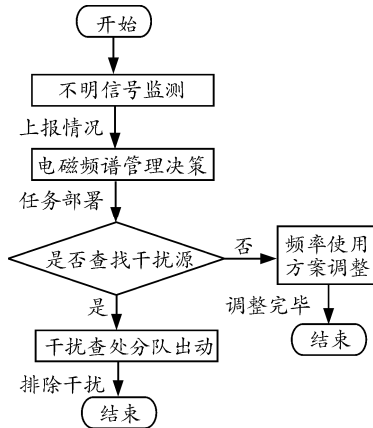 开始
不明信号监测
上报情况
电磁频谱管理决策
任务部署
是否查找干扰源
否
频率使用
方案调整
是
调整完毕
结束
干扰查处分队出动
排除干扰
结束